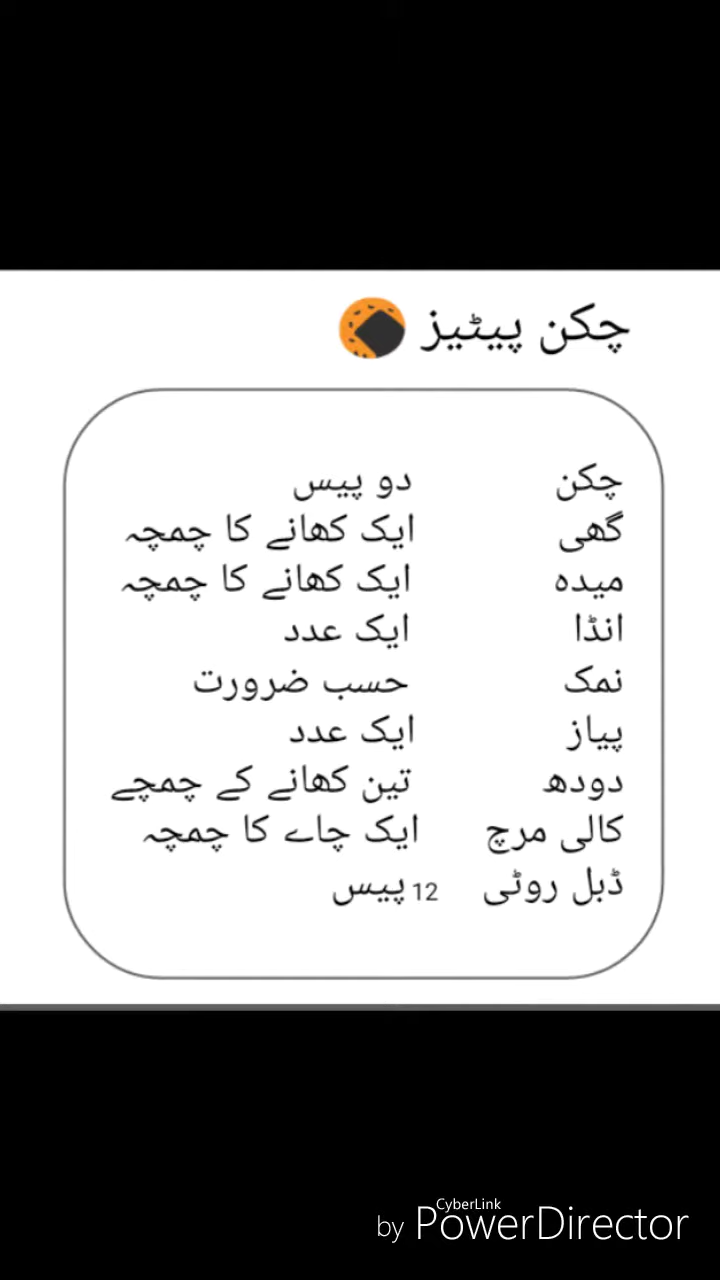 چکن پیٹیز
چکن دو پیس
گھی ایک کھانے کا چمچہ
میدہ ایک کھانے کا چمچہ
انڈا ایک عدد
نمک حسب ضرورت
پیاز ایک عدد
دودھ تین کھانے کے چمچے
کالی مرچ ایک چاے کا چمچہ
ڈبل روٹی 12 پیس
CyberLink
by PowerDirector